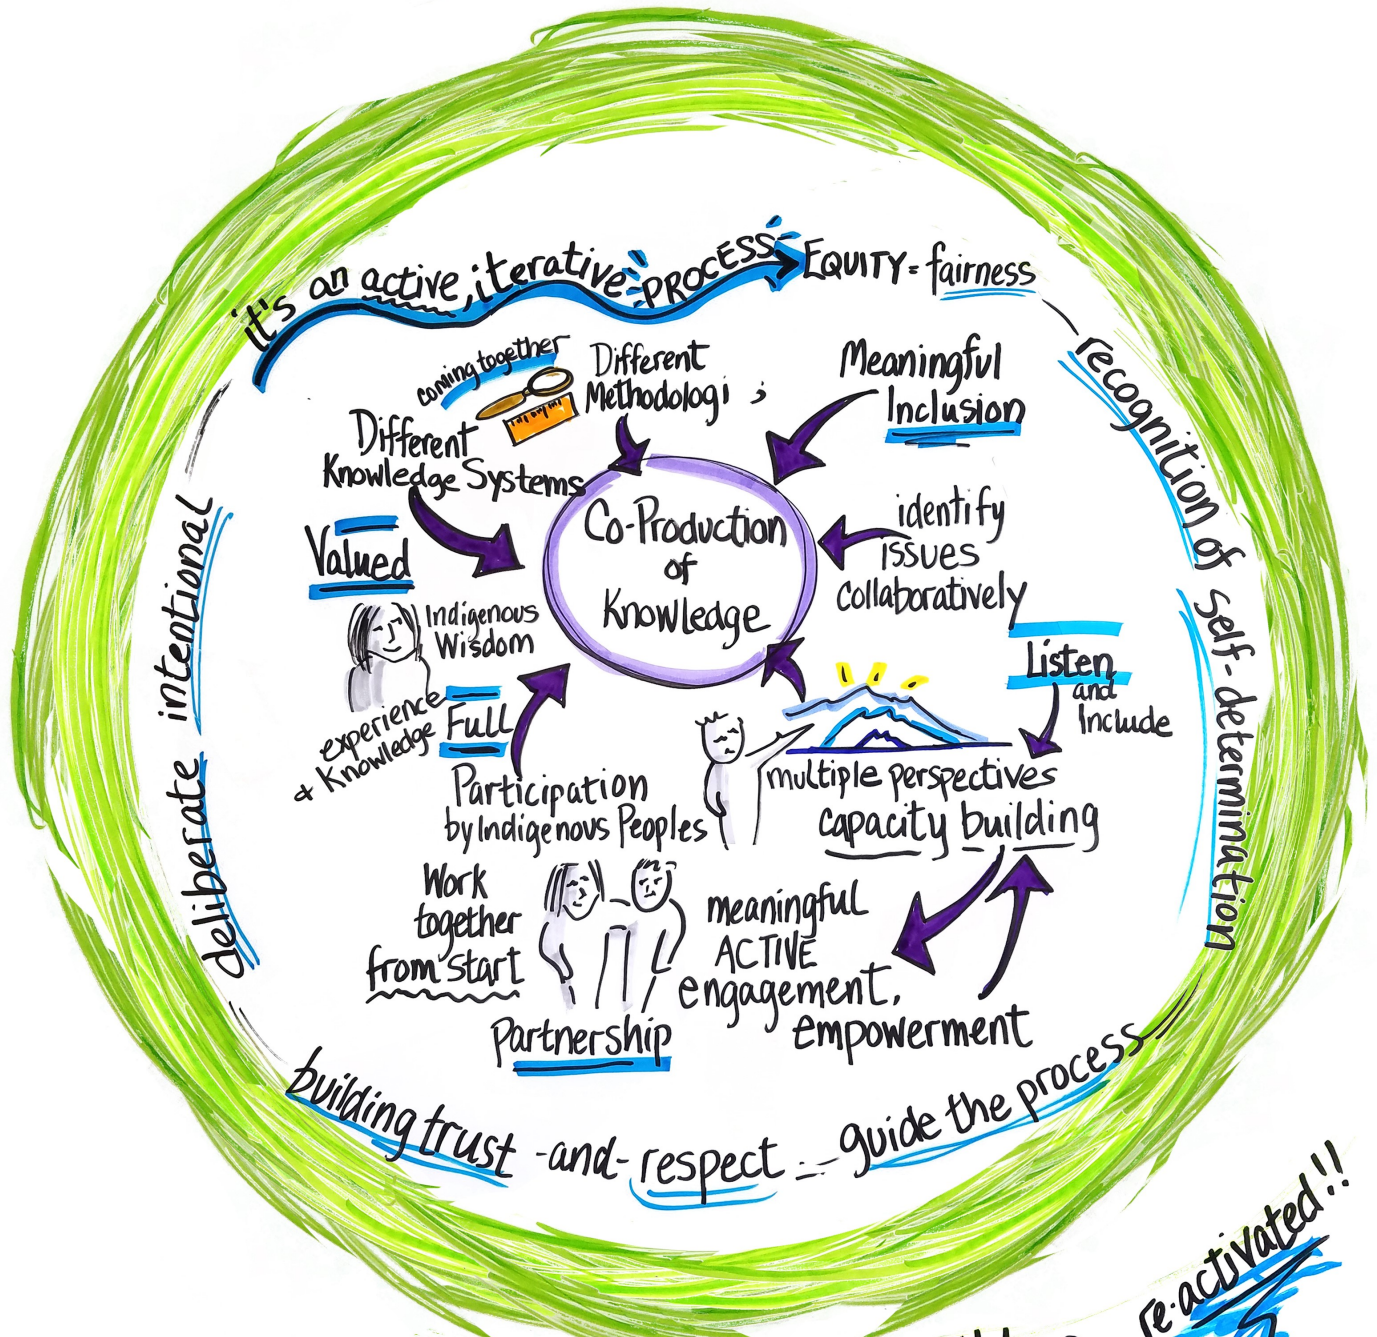 it's an active, iterative PROCESS
EQUITY = fairness
recognition of self-determination
guide the process
building trust -and- respect
deliberate intentional
coming together
Different
Methodologi s
Different
Knowledge Systems
Valued
Indigenous
Wisdom
experience
+ Knowledge
Full
Participation
by Indigenous Peoples
Co-Production
of
Knowledge
Meaningful
Inclusion
identify
ISSUES
collaboratively
Listen
and
Include
multiple perspectives
capacity building
Work
together
from start
Partnership
meaningful
ACTIVE
engagement,
empowerment
re-activated!!